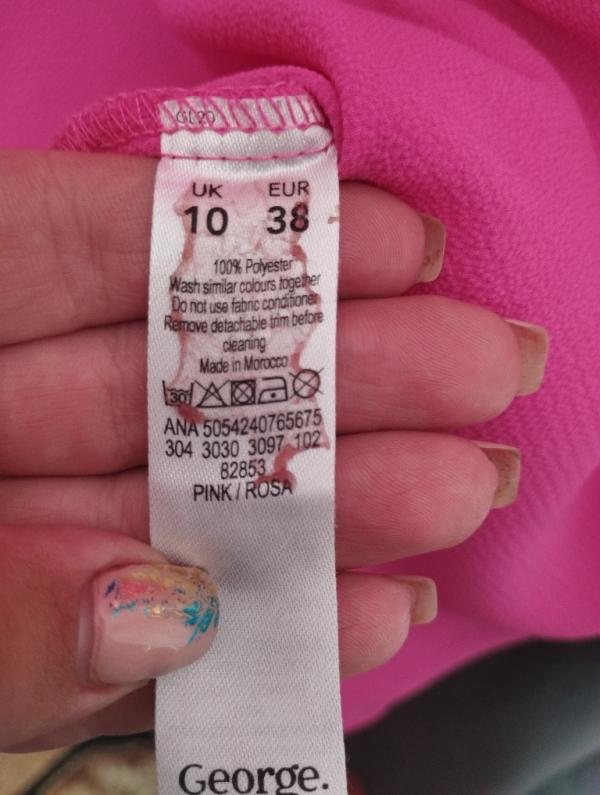 GL20
UK EUR
10 38
100% Polyester
Wash similar colours together
Do not use fabric conditioner
Remove detachable trim before
cleaning
Made in Morocco
30
ANA 5054240765675
304 3030 3097 102
82853
PINK / ROSA
George.